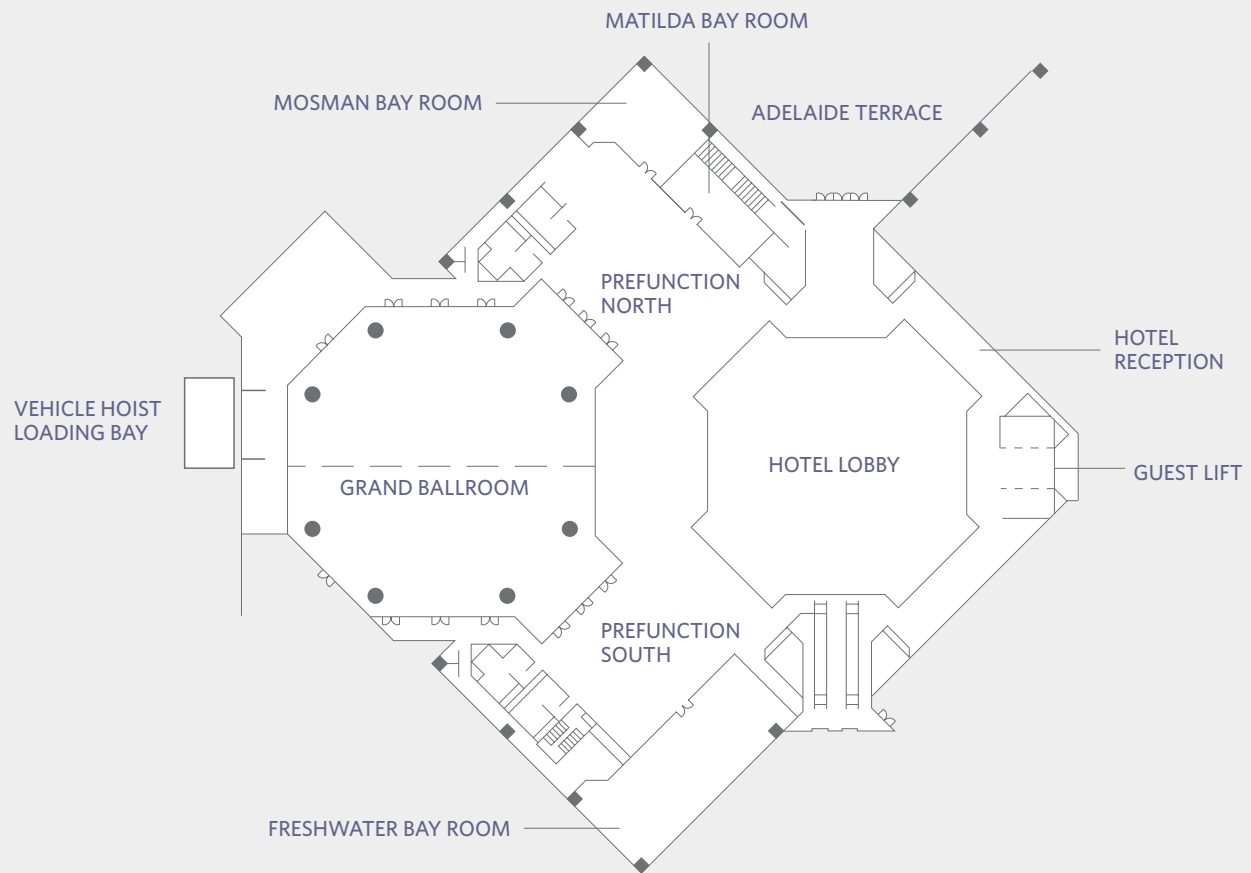 MATILDA BAY ROOM
MOSMAN BAY ROOM
ADELAIDE TERRACE
PREFUNCTION
NORTH
HOTEL
RECEPTION
VEHICLE HOIST
LOADING BAY
HOTEL LOBBY
GUEST LIFT
GRAND BALLROOM
PREFUNCTION
SOUTH
FRESHWATER BAY ROOM